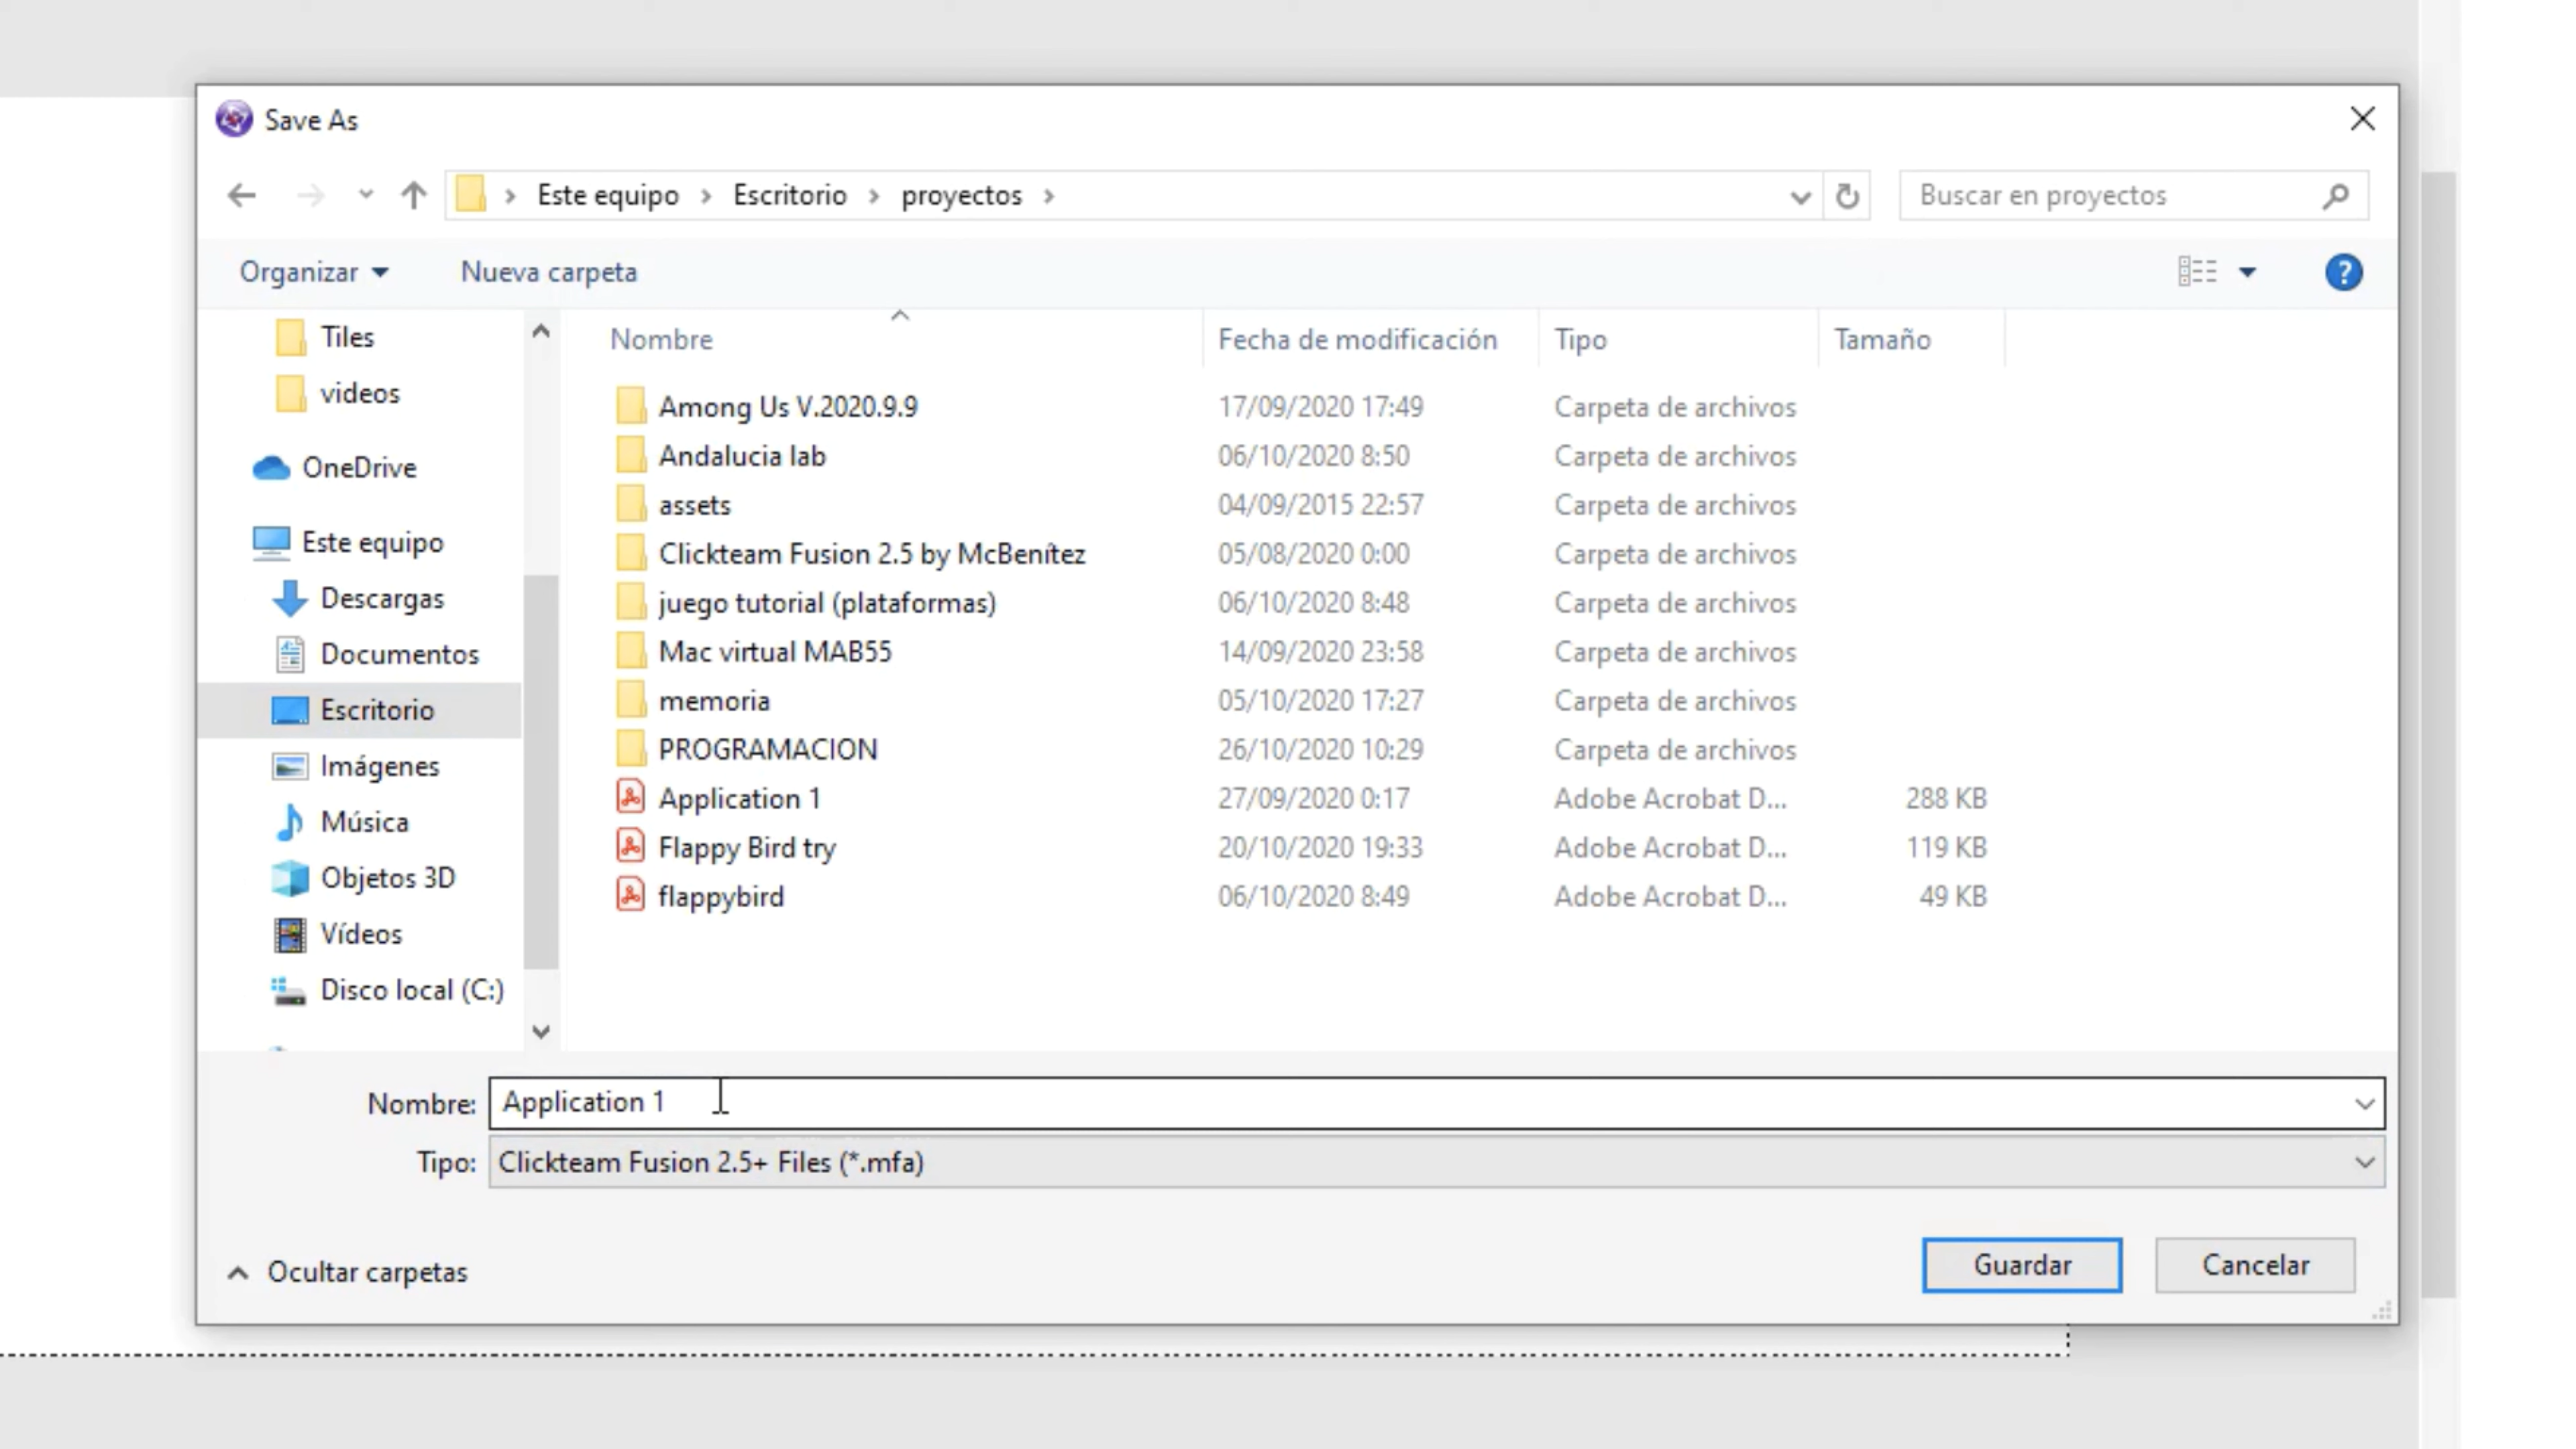 Save As
Este equipo > Escritorio > proyectos >
Buscar en proyectos
Organizar
Nueva carpeta
Tiles
videos
OneDrive
Este equipo
Descargas
Documentos
Escritorio
Imágenes
Música
Objetos 3D
Vídeos
Disco local (C:)
Nombre Fecha de modificación Tipo Tamaño
Among Us V.2020.9.9 17/09/2020 17:49 Carpeta de archivos
Andalucia lab 06/10/2020 8:50 Carpeta de archivos
assets 04/09/2015 22:57 Carpeta de archivos
Clickteam Fusion 2.5 by McBenítez 05/08/2020 0:00 Carpeta de archivos
juego tutorial (plataformas) 06/10/2020 8:48 Carpeta de archivos
Mac virtual MAB55 14/09/2020 23:58 Carpeta de archivos
memoria 05/10/2020 17:27 Carpeta de archivos
PROGRAMACION 26/10/2020 10:29 Carpeta de archivos
Application 1 27/09/2020 0:17 Adobe Acrobat D... 288 KB
Flappy Bird try 20/10/2020 19:33 Adobe Acrobat D... 119 KB
flappybird 06/10/2020 8:49 Adobe Acrobat D... 49 KB
Nombre: Application 1
Tipo: Clickteam Fusion 2.5+ Files (*.mfa)
Ocultar carpetas
Guardar
Cancelar